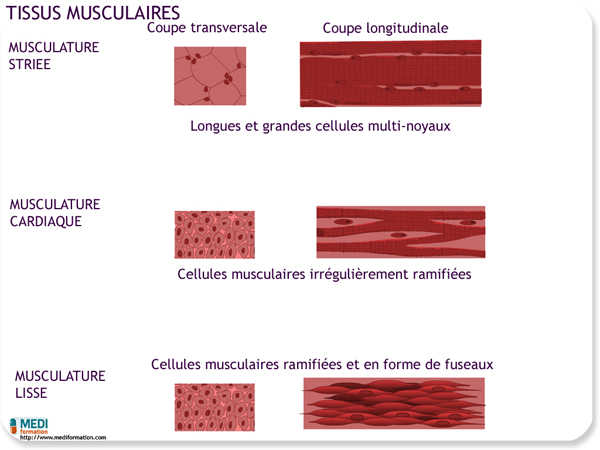 TISSUS MUSCULAIRES
Coupe transversale
Coupe longitudinale
MUSCULATURE
STRIEE
Longues et grandes cellules multi-noyaux
MUSCULATURE
CARDIAQUE
Cellules musculaires irrégulièrement ramifiées
Cellules musculaires ramifiées et en forme de fuseaux
MUSCULATURE
LISSE
MEDI
formation
http://www.mediformation.com